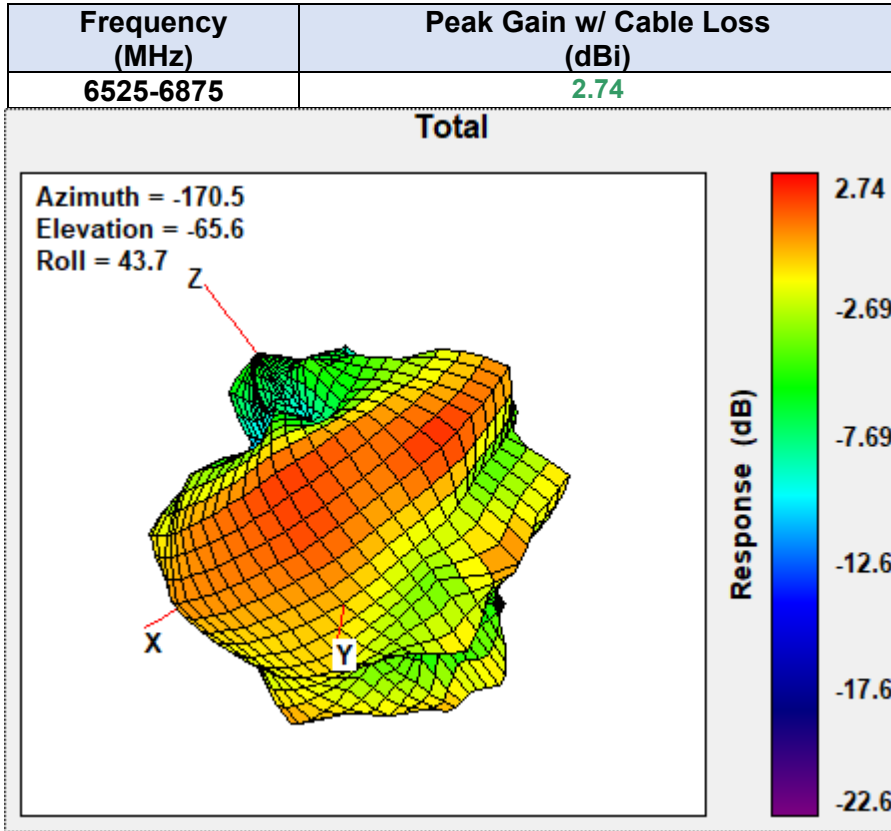 Frequency
(MHz)
Peak Gain w/ Cable Loss
(dBi)
6525-6875
2.74
Total
Azimuth = -170.5
Elevation = -65.6
Roll = 43.7
Z
X
Y
2.74
-2.69
-7.69
-12.6
-17.6
-22.6
Response (dB)